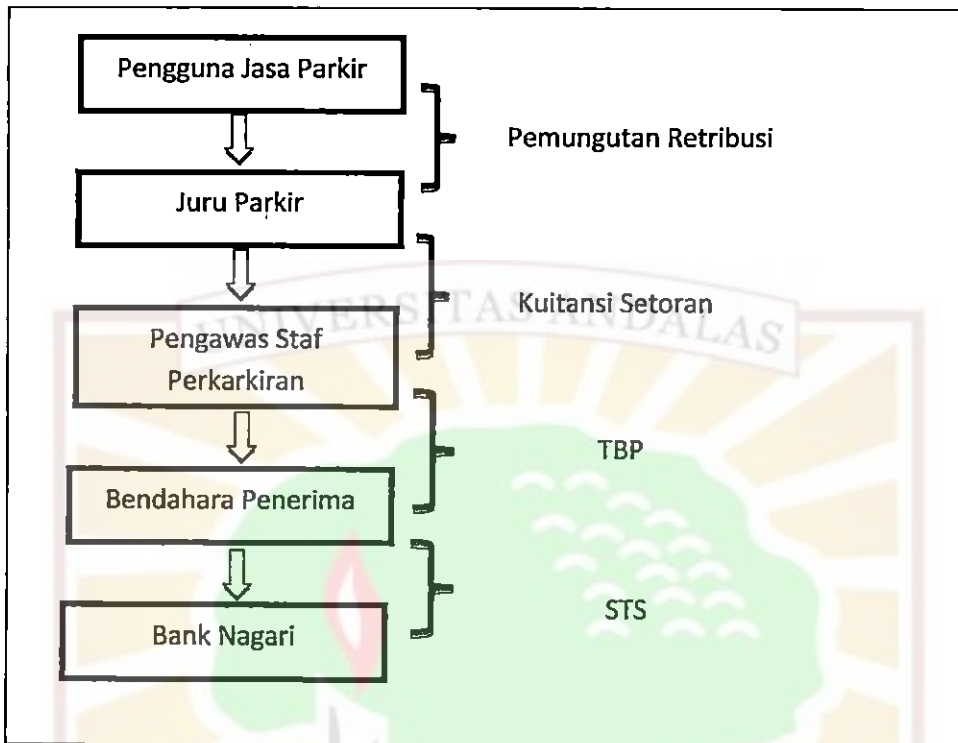 Pengguna Jasa Parkir
Pemungutan Retribusi
Juru Parkir
Kuitansi Setoran
UNIVERSITAS ANDALAS
Pengawas Staf
Perkarkiran
TBP
Bendahara Penerima
STS
Bank Nagari